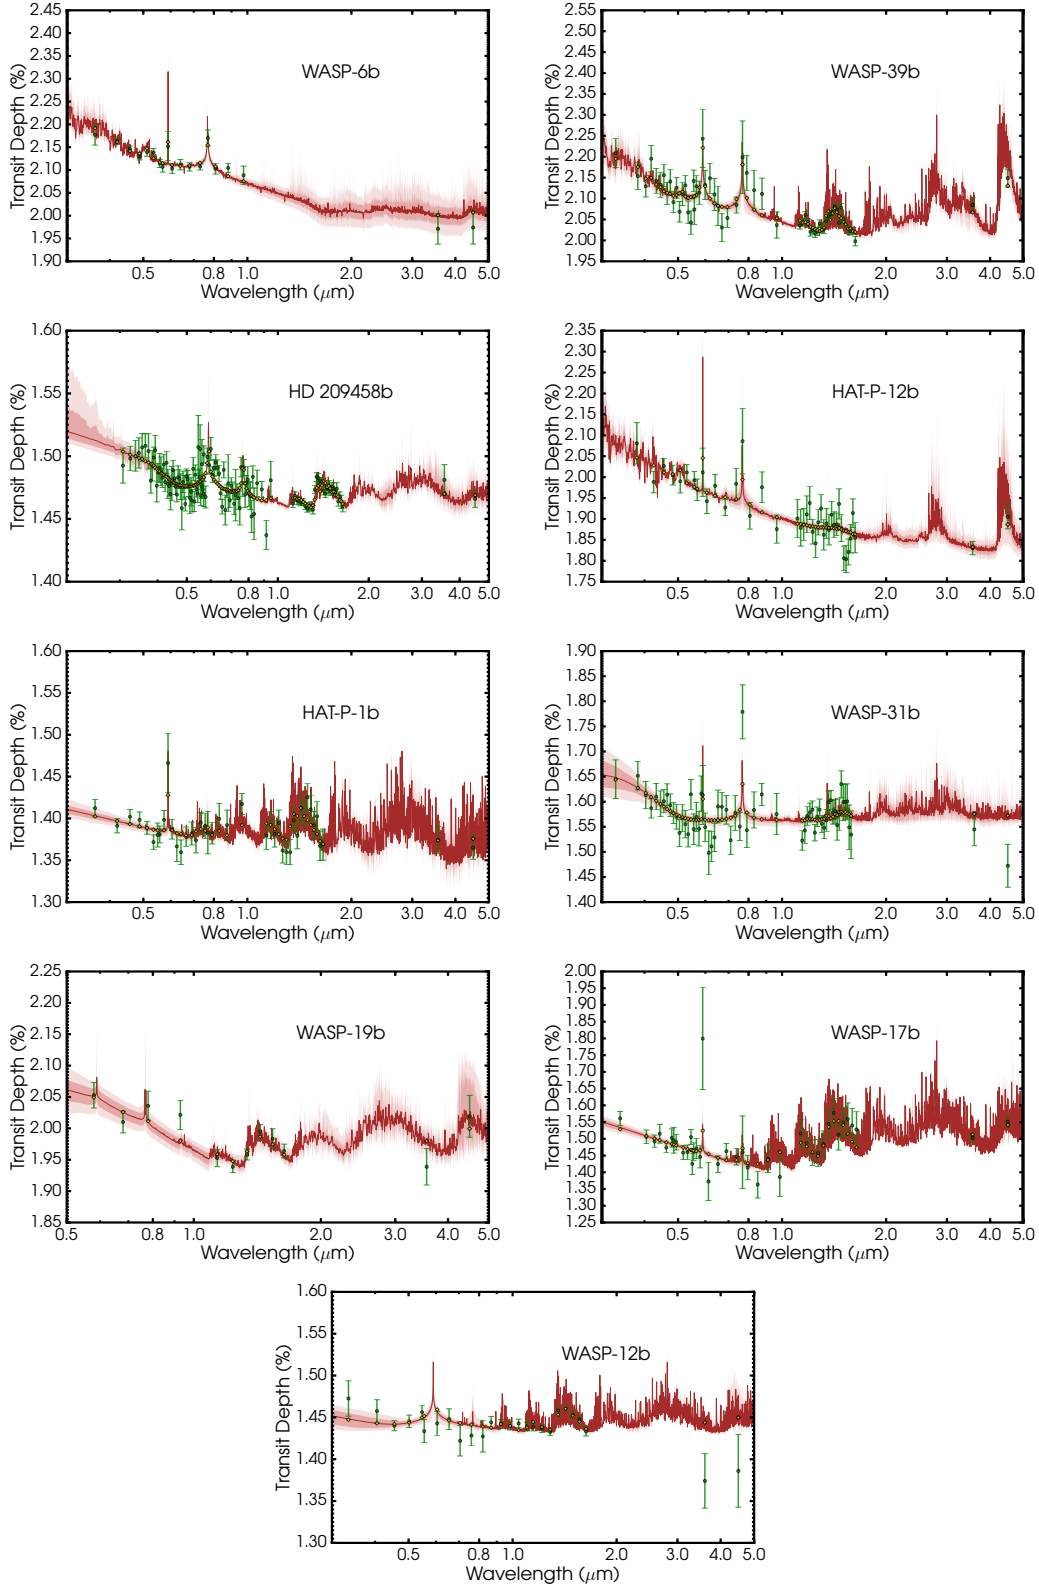 WASP-6b
Transit Depth (%)
2.45
2.40
2.35
2.30
2.25
2.20
2.15
2.10
2.05
2.00
1.95
1.90
0.5 0.8 1.0 2.0 3.0 4.0 5.0
Wavelength (μm)
WASP-39b
Transit Depth (%)
2.55
2.50
2.45
2.40
2.35
2.30
2.25
2.20
2.15
2.10
2.05
2.00
1.95
0.5 0.8 1.0 2.0 3.0 4.0 5.0
Wavelength (μm)
HD 209458b
Transit Depth (%)
1.60
1.55
1.50
1.45
1.40
0.5 0.8 1.0 2.0 3.0 4.0 5.0
Wavelength (μm)
HAT-P-12b
Transit Depth (%)
2.35
2.30
2.25
2.20
2.15
2.10
2.05
2.00
1.95
1.90
1.85
1.80
1.75
0.5 0.8 1.0 2.0 3.0 4.0 5.0
Wavelength (μm)
HAT-P-1b
Transit Depth (%)
1.60
1.55
1.50
1.45
1.40
1.35
1.30
0.5 0.8 1.0 2.0 3.0 4.0 5.0
Wavelength (μm)
WASP-31b
Transit Depth (%)
1.90
1.85
1.80
1.75
1.70
1.65
1.60
1.55
1.50
1.45
1.40
0.5 0.8 1.0 2.0 3.0 4.0 5.0
Wavelength (μm)
WASP-19b
Transit Depth (%)
2.25
2.20
2.15
2.10
2.05
2.00
1.95
1.90
1.85
0.5 0.8 1.0 2.0 3.0 4.0 5.0
Wavelength (μm)
WASP-17b
Transit Depth (%)
2.00
1.95
1.90
1.85
1.80
1.75
1.70
1.65
1.60
1.55
1.50
1.45
1.40
1.35
1.30
1.25
0.5 0.8 1.0 2.0 3.0 4.0 5.0
Wavelength (μm)
WASP-12b
Transit Depth (%)
1.60
1.55
1.50
1.45
1.40
1.35
1.30
0.5 0.8 1.0 2.0 3.0 4.0 5.0
Wavelength (μm)